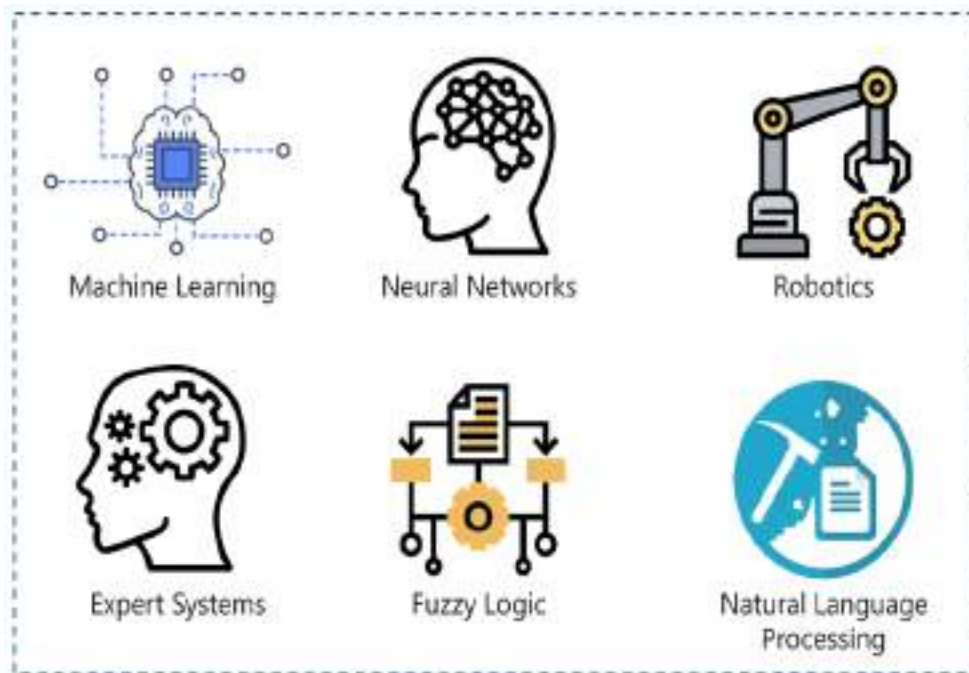 Machine Learning
Neural Networks
Robotics
Expert Systems
Fuzzy Logic
Natural Language
Processing